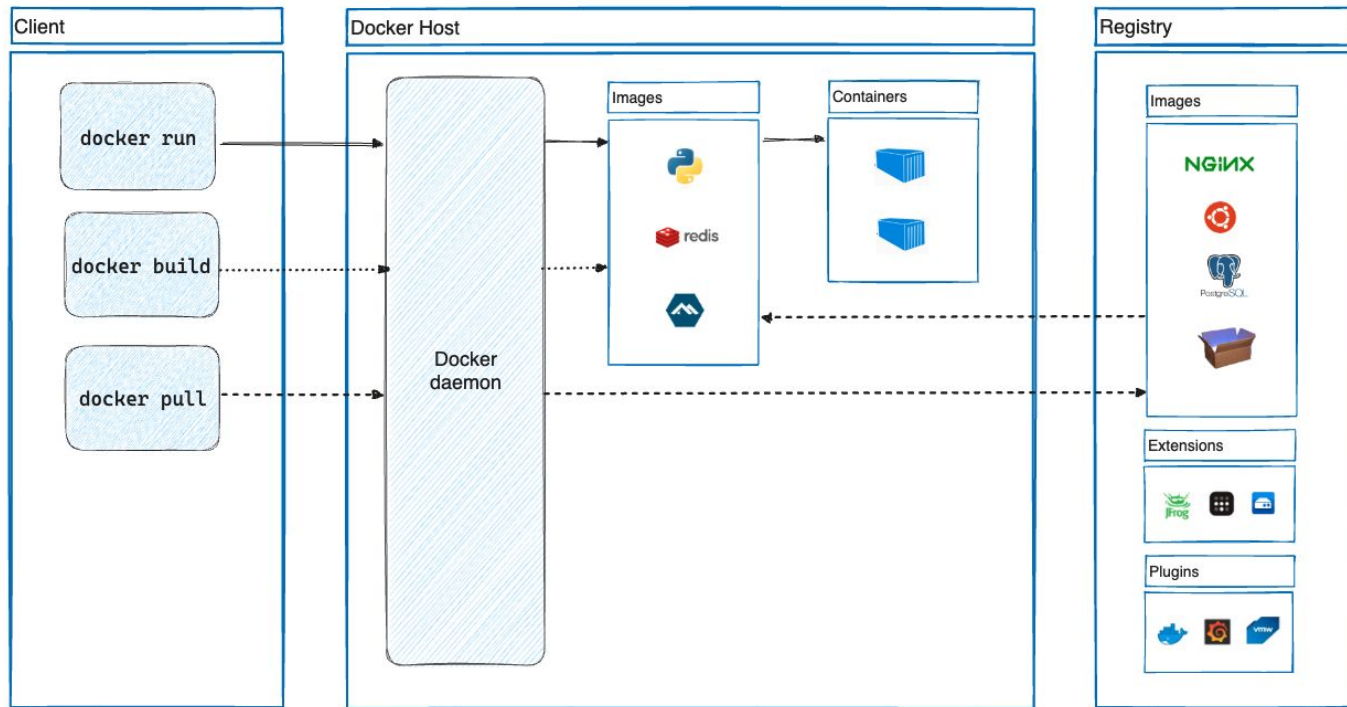 Client
Docker Host
Registry
docker run
docker build
docker pull
Docker
daemon
Images
redis
Containers
Images
NGINX
PostgreSQL
Extensions
JFrog
Plugins
vmw